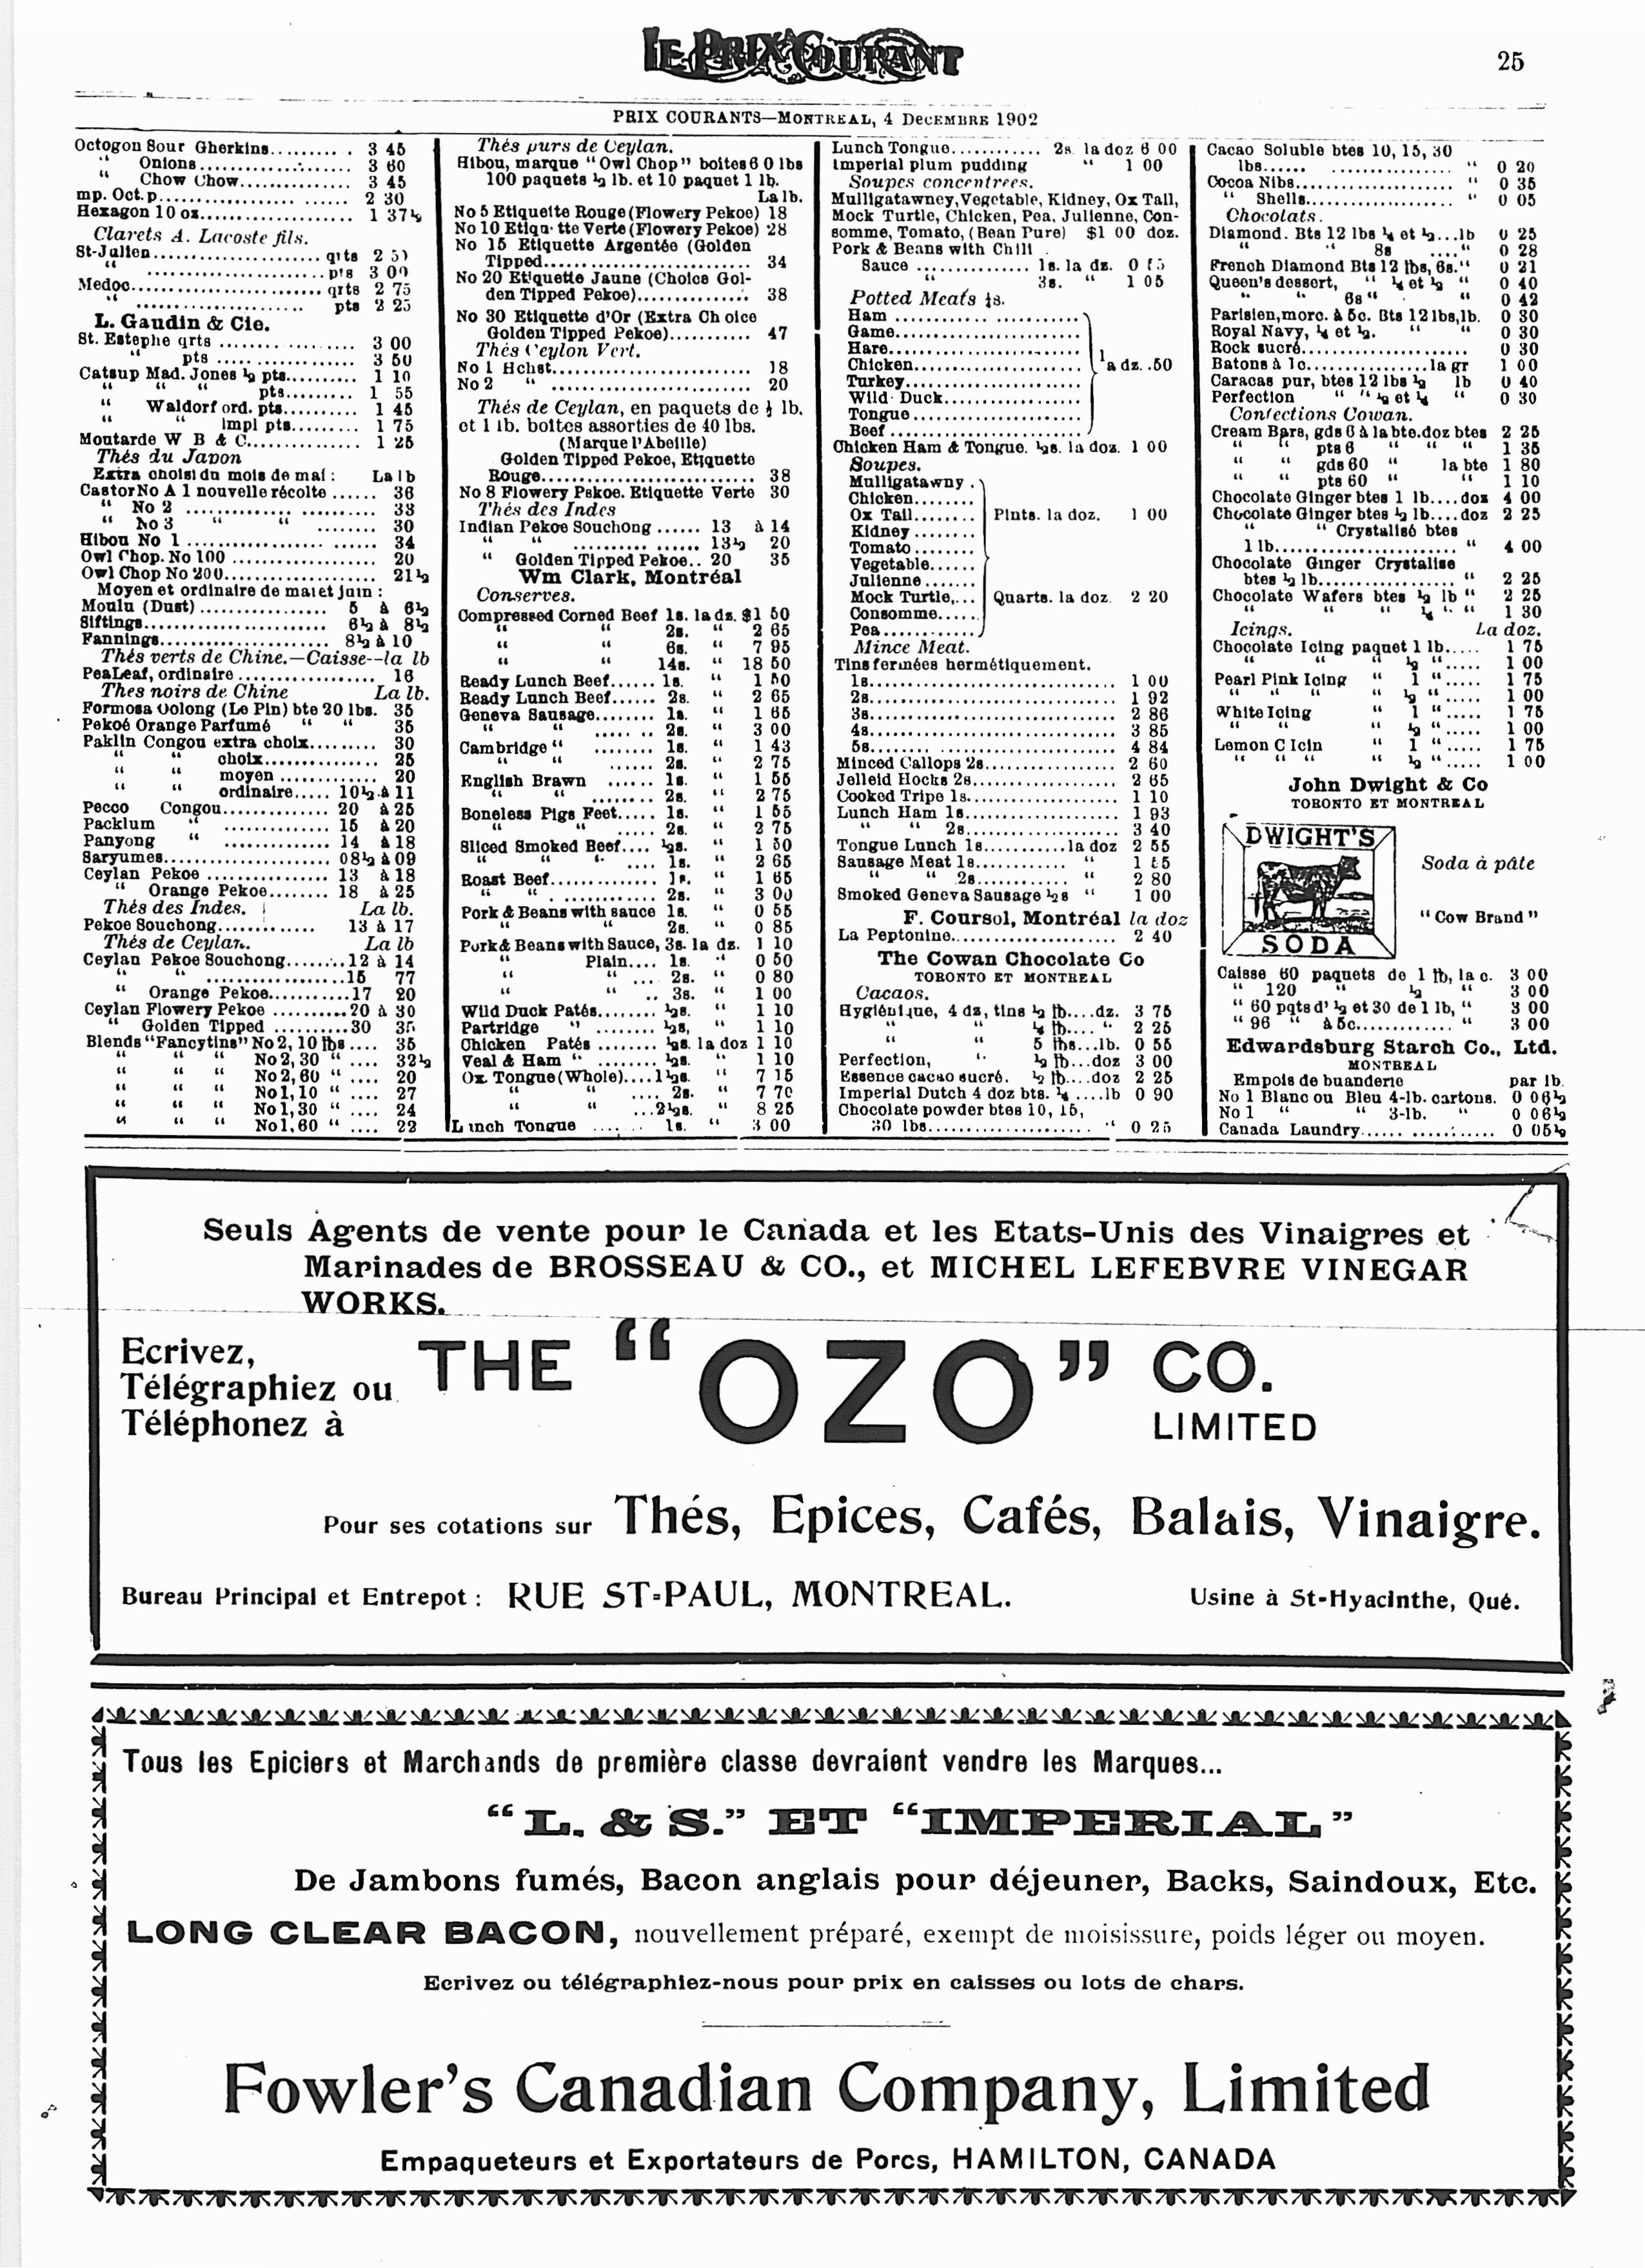 LE PRIX COURANT
25
PRIX COURANTS—MONTREAL, 4 DECEMBRE 1902
Octogon Sour Gherkins.......... 3 45
“ Onions............ 3 60
“ Chow Chow............... 3 45
mp. Oct. p........................ 2 30
Hexagon 10 oz.................... 1 37½
Clarets A. Lacoste fils.
St-Julien........................ qrts 2 50
“ ........................ pts 3 00
Medoc........................ qrts 2 75
“ ........................ pts 3 25
L. Gaudin & Cie.
St. Estephe qrts .................. 3 00
“ pts .................. 3 50
Catsup Mad. Jones ½ pts.......... 1 10
“ “ “ pts.......... 1 55
“ Waldorf ord. pts.......... 1 45
“ “ impl pts.......... 1 75
Moutarde W B & C............... 1 25
Thés du Japon
Extra choisi du mois de mai : La lb
Castor No A 1 nouvelle récolte ...... 36
“ No 2 .................. 33
“ No 3 “ “ ........ 30
Hibou No 1 .................. 34
Owl Chop. No 100 .................. 20
Owl Chop No 200.................. 21½
Moyen et ordinaire de mai et juin :
Moulu (Dust) .................. 5 à 6½
Siftings........................ 6½ à 8½
Fannings........................ 8½ à 10
Thés verts de Chine.—Caisse--la lb
Pea Leaf, ordinaire .................. 16
Thes noirs de Chine La lb.
Formosa Oolong (Le Pin) bte 20 lbs. 35
Pekoé Orange Parfumé “ “ 35
Paklin Congou extra choix......... 30
“ “ choix............... 25
“ “ moyen ............ 20
“ “ ordinaire..... 10½ à 11
Pecco Congou............... 20 à 25
Packlum “ ............... 15 à 20
Panyong “ ............... 14 à 18
Saryumes........................ 08½ à 09
Ceylan Pekoe .................. 13 à 18
“ Orange Pekoe........ 18 à 25
Thés des Indes. La lb.
Pekoe Souchong............. 13 à 17
Thés de Ceylan. La lb
Ceylan Pekoe Souchong........12 à 14
“ “ ....................15 77
“ Orange Pekoe...........17 20
Ceylan Flowery Pekoe ..........20 à 30
“ Golden Tipped ..........30 35
Blends “Fancytins” No 2, 10 lbs .... 35
“ “ “ No 2, 30 “ .... 32½
“ “ “ No 2, 60 “ .... 20
“ “ “ No 1, 10 “ .... 27
“ “ “ No 1, 30 “ .... 24
“ “ “ No 1, 60 “ .... 22
Thés purs de Ceylan.
Hibou, marque “Owl Chop” boites 6 0 lbs
100 paquets ½ lb. et 10 paquet 1 lb.
La lb.
No 5 Etiquette Rouge (Flowery Pekoe) 18
No 10 Etiqu tte Verte (Flowery Pekoe) 28
No 15 Etiquette Argentée (Golden
Tipped........................ 34
No 20 Etiquette Jaune (Choice Gol-
den Tipped Pekoe)............... 38
No 30 Etiquette d'Or (Extra Ch oice
Golden Tipped Pekoe).......... 47
Thés Ceylon Vert.
No 1 Hchst........................ 18
No 2 “ ........................ 20
Thés de Ceylan, en paquets de ½ lb.
et 1 lb. boîtes assorties de 40 lbs.
(Marque l'Abeille)
Golden Tipped Pekoe, Etiquette
Rouge........................ 38
No 8 Flowery Pekoe. Etiquette Verte 30
Thés des Indes
Indian Pekoe Souchong ...... 13 à 14
“ “ .................. 13½ 20
“ Golden Tipped Pekoe.. 20 35
Wm Clark, Montréal
Conserves.
Compressed Corned Beef 1s. la dz. $1 50
“ “ 2s. “ 2 65
“ “ 6s. “ 7 95
“ “ 14s. “ 18 50
Ready Lunch Beef...... 1s. “ 1 50
Ready Lunch Beef...... 2s. “ 2 65
Geneva Sausage........ 1s. “ 1 65
“ “ ........ 2s. “ 3 00
Cambridge “ ........ 1s. “ 1 43
“ “ ...... 2s. “ 2 75
English Brawn ...... 1s. “ 1 55
“ ........ 2s. “ 2 75
Boneless Pigs Feet..... 1s. “ 1 55
“ “ ..... 2s. “ 2 75
Sliced Smoked Beef.... ½s. “ 1 50
“ “ “ .... 1s. “ 2 65
Roast Beef............ 1s. “ 1 65
“ “ ............ 2s. “ 3 00
Pork & Beans with sauce 1s. “ 0 55
“ “ 2s. “ 0 85
Pork & Beans with Sauce, 3s. la dz. 1 10
“ Plain.... 1s. “ 0 50
“ “ .... 2s. “ 0 80
“ “ .. 3s. “ 1 00
Wild Duck Patés........ ½s. “ 1 10
Partridge “ ........ ½s, “ 1 10
Chicken Patés ........ ½s. la doz 1 10
Veal & Ham “ ........ ½s. “ 1 10
Ox. Tongue (Whole)....1½s. “ 7 15
“ “ .... 2s. “ 7 70
“ “ ...2½s. “ 8 25
L unch Tongue ...... 1s. “ 3 00
Lunch Tongue............ 2s. la doz 6 00
Imperial plum pudding “ 1 00
Soupes concentrees.
Mulligatawney, Vegetable, Kidney, Ox Tail,
Mock Turtle, Chicken, Pea, Julienne, Con-
somme, Tomato, (Bean Pure) $1 00 doz.
Pork & Beans with Chili
Sauce ............... 1s. la dz. 0 55
“ 3s. “ 1 05
Potted Meats ½s.
Ham ........................
Game........................
Hare........................
Chicken..................... la dz. .50
Turkey........................
Wild Duck..................
Tongue.....................
Beef........................
Chicken Ham & Tongue. ½s. la doz. 1 00
Soupes.
Mulligatawny .
Chicken........
Ox Tail........ Pints. la doz. 1 00
Kidney ........
Tomato ........
Vegetable......
Julienne.......
Mock Turtle,... Quarts. la doz. 2 20
Consomme.....
Pea............
Mince Meat.
Tins fermées hermétiquement.
1s................................ 1 00
2s................................ 1 92
3s................................ 2 86
4s................................ 3 85
5s................................ 4 84
Minced Callops 2s............... 2 60
Jelleid Hocks 2s.................. 2 65
Cooked Tripe 1s.................. 1 10
Lunch Ham 1s.................. 1 93
“ “ 2s.................. 3 40
Tongue Lunch 1s...........la doz 2 55
Sausage Meat 1s............ “ 1 55
“ “ 2s............ “ 2 80
Smoked Geneva Sausage ½s “ 1 00
F. Coursol, Montréal la doz
La Peptonine..................... 2 40
The Cowan Chocolate Co
TORONTO ET MONTREAL
Cacaos.
Hygiénique, 4 dz, tins ½ lb....dz. 3 75
“ “ ¼ lb.... “ 2 25
“ “ 5 lbs...lb. 0 55
Perfection, “ ½ lb...doz 3 00
Essence cacao sucré. ½ lb....doz 2 25
Imperial Dutch 4 doz bts. ¼ ....lb 0 90
Chocolate powder btes 10, 15,
30 lbs........................ “ 0 25
Cacao Soluble btes 10, 15, 30
lbs...... .................. “ 0 20
Cocoa Nibs..................... “ 0 35
“ Shells.................. “ 0 05
Chocolats.
Diamond. Bts 12 lbs ¼ et ½...lb 0 25
“ “ 8s ....“ 0 28
French Diamond Bts 12 lbs, 6s.“ 0 21
Queen's dessert, “ ¼ et ½ “ 0 40
“ “ 6s “ “ 0 42
Parisien, morc. à 5c. Bts 12 lbs, lb. 0 30
Royal Navy, ¼ et ½. “ “ 0 30
Rock sucré........................ 0 30
Batons à 1c..................la gr 1 00
Caracas pur, btes 12 lbs ½ lb 0 40
Perfection “ “ ½ et ¼ “ 0 30
Confections Cowan.
Cream Bars, gds 6 à la bte. doz btes 2 25
“ “ pts 6 “ “ “ 1 35
“ “ gds 60 “ la bte 1 80
“ “ pts 60 “ “ 1 10
Chocolate Ginger btes 1 lb....doz 4 00
Chocolate Ginger btes ½ lb....doz 2 25
“ “ Crystalisé btes
1 lb........................ “ 4 00
Chocolate Ginger Crystalise
btes ½ lb.................. “ 2 25
Chocolate Wafers btes ½ lb “ 2 25
“ “ “ ¼ “ “ 1 30
Icings. La doz.
Chocolate Icing paquet 1 lb..... 1 75
“ “ “ ½ “..... 1 00
Pearl Pink Icing “ 1 “..... 1 75
“ “ “ “ ½ “..... 1 00
White Icing “ 1 “..... 1 75
“ “ “ ½ “..... 1 00
Lemon C Icin “ 1 “..... 1 75
“ “ “ “ ½ “..... 1 00
John Dwight & Co
TORONTO ET MONTREAL
DWIGHT'S
SODA
Soda à pâte
“Cow Brand”
Caisse 60 paquets de 1 lb, la c. 3 00
“ 120 “ ½ “ 3 00
“ 60 pqts d' ½ et 30 de 1 lb, “ 3 00
“ 96 “ à 5c............. “ 3 00
Edwardsburg Starch Co., Ltd.
MONTREAL
Empois de buanderie par lb.
No 1 Blanc ou Bleu 4-lb. cartons. 0 06½
No 1 “ “ 3-lb. “ 0 06½
Canada Laundry.................. 0 05½
Seuls Agents de vente pour le Canada et les Etats-Unis des Vinaigres et
Marinades de BROSSEAU & CO., et MICHEL LEFEBVRE VINEGAR
WORKS.
Ecrivez,
Télégraphiez ou
Téléphonez à
THE “OZO” CO.
LIMITED
Pour ses cotations sur Thés, Epices, Cafés, Balais, Vinaigre.
Bureau Principal et Entrepot : RUE ST-PAUL, MONTREAL. Usine à St-Hyacinthe, Qué.
Tous les Epiciers et Marchands de première classe devraient vendre les Marques...
“L. & S.” ET “IMPERIAL”
De Jambons fumés, Bacon anglais pour déjeuner, Backs, Saindoux, Etc.
LONG CLEAR BACON, nouvellement préparé, exempt de moisissure, poids léger ou moyen.
Ecrivez ou télégraphiez-nous pour prix en caisses ou lots de chars.
Fowler's Canadian Company, Limited
Empaqueteurs et Exportateurs de Porcs, HAMILTON, CANADA